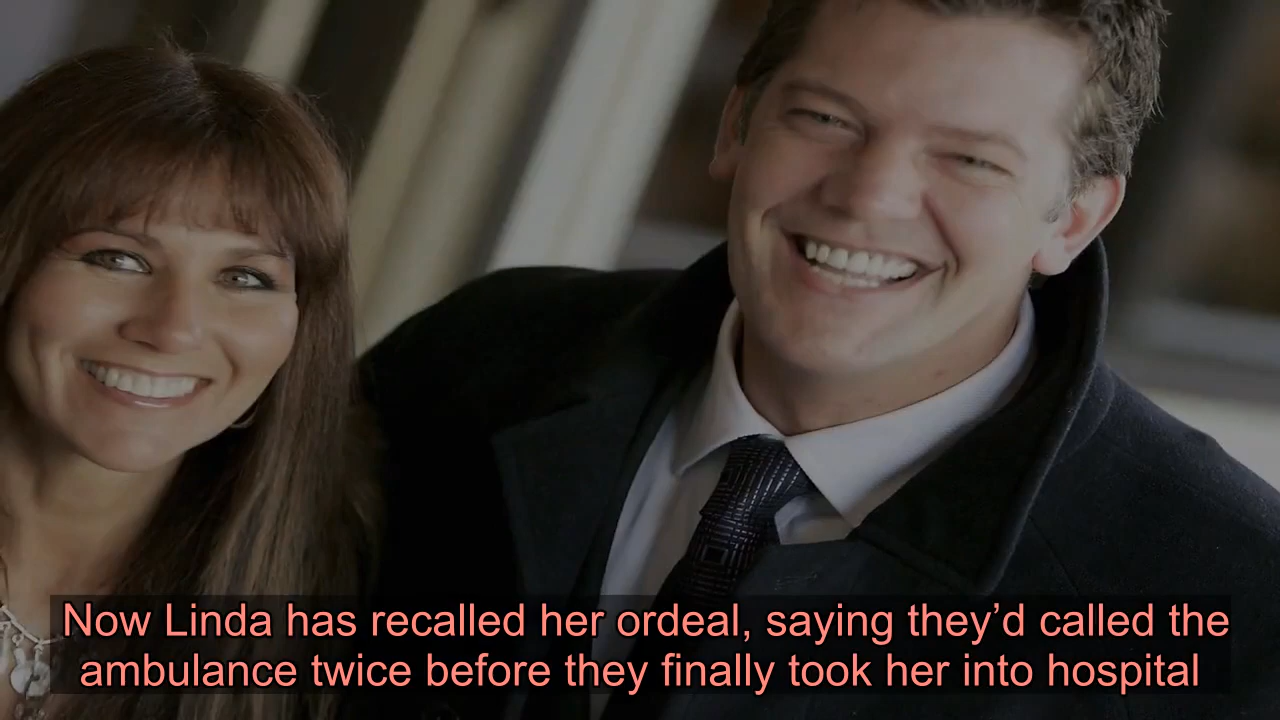 Now Linda has recalled her ordeal, saying they’d called the
ambulance twice before they finally took her into hospital